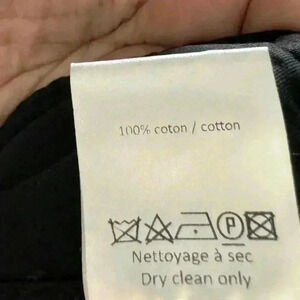 100% coton / cotton
P
Nettoyage à sec
Dry clean only